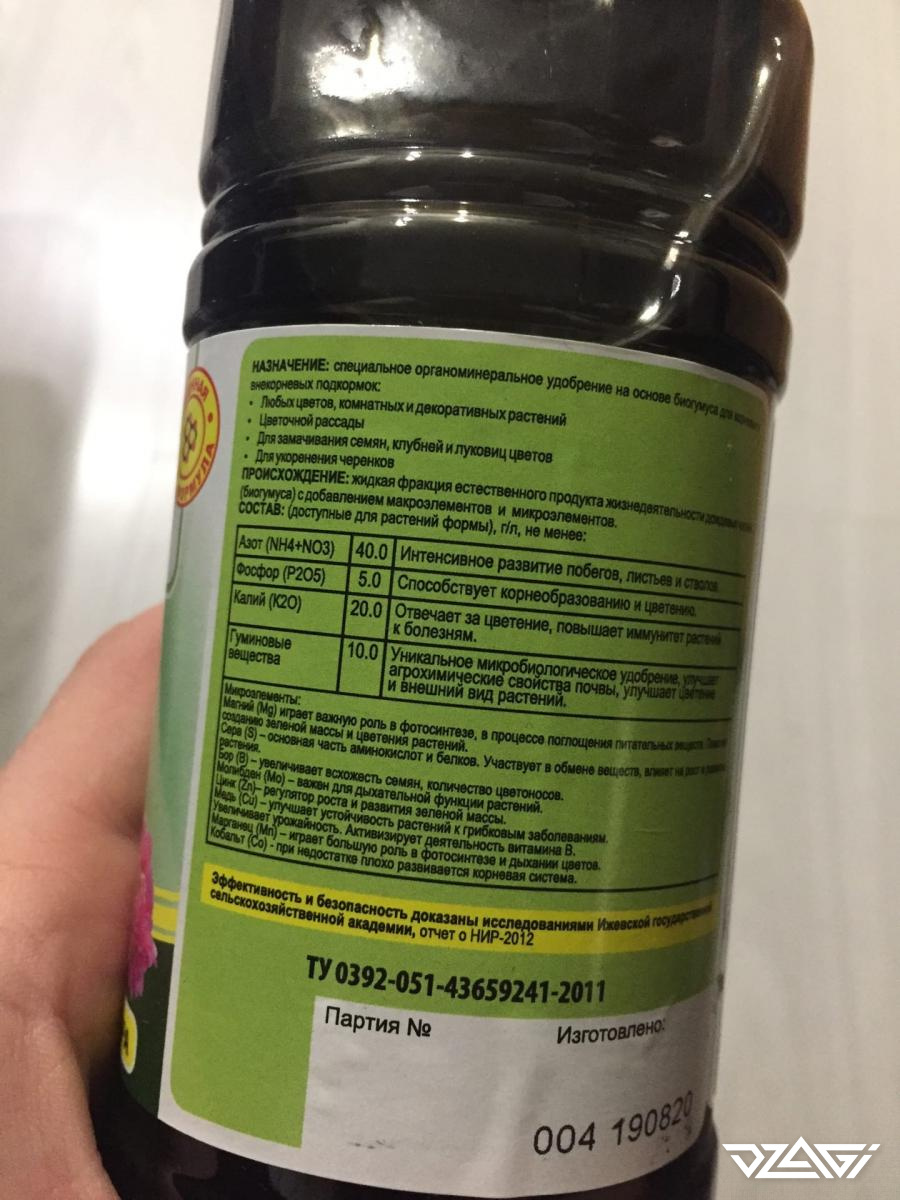 НАЗНАЧЕНИЕ: специальное органоминеральное удобрение на основе биогумуса для
внекорневых подкормок:
• Любых цветов, комнатных и декоративных растений
• Цветочной рассады
• Для замачивания семян, клубней и луковиц цветов
• Для укоренения черенков
ПРОИСХОЖДЕНИЕ: жидкая фракция естественного продукта жизнедеятельности
(биогумуса) с добавлением макроэлементов и микроэлементов.
СОСТАВ: (доступные для растений формы), г/л, не менее:
Азот (NH4+NO3) 40.0 Интенсивное развитие побегов, листьев и стволов.
Фосфор (P2O5) 5.0 Способствует корнеобразованию и цветению.
Калий (K2O) 20.0 Отвечает за цветение, повышает иммунитет растений
к болезням.
Гуминовые
вещества
10.0 Уникальное микробиологическое удобрение, улучшает
агрохимические свойства почвы, улучшает цветение
и внешний вид растений.
Микроэлементы:
Магний (Mg) играет важную роль в фотосинтезе, в процессе поглощения питательных веществ.
созданию зеленой массы и цветения растений.
Сера (S) – основная часть аминокислот и белков. Участвует в обмене веществ, влияет на рост и
растения.
Бор (B) – увеличивает всхожесть семян, количество цветоносов.
Молибден (Mo) – важен для дыхательной функции растений.
Цинк (Zn)– регулятор роста и развития зеленой массы.
Медь (Cu) – улучшает устойчивость растений к грибковым заболеваниям.
Увеличивает урожайность. Активизирует деятельность витамина В.
Марганец (Mn) – играет большую роль в фотосинтезе и дыхании цветов.
Кобальт (Co) - при недостатке плохо развивается корневая система.
Эффективность и безопасность доказаны исследованиями Ижевской государственной
сельскохозяйственной академии, отчет о НИР-2012
ТУ 0392-051-43659241-2011
Партия № Изготовлено:
004 190820
DZAGI